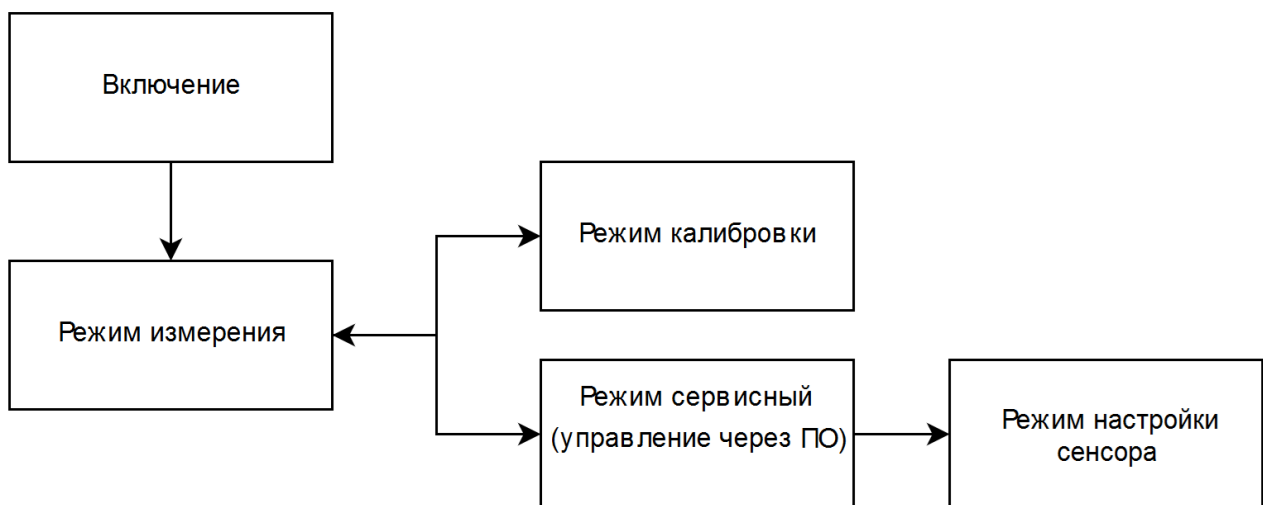 Включение
Режим калибровки
Режим измерения
Режим сервисный
(управление через ПО)
Режим настройки
сенсора